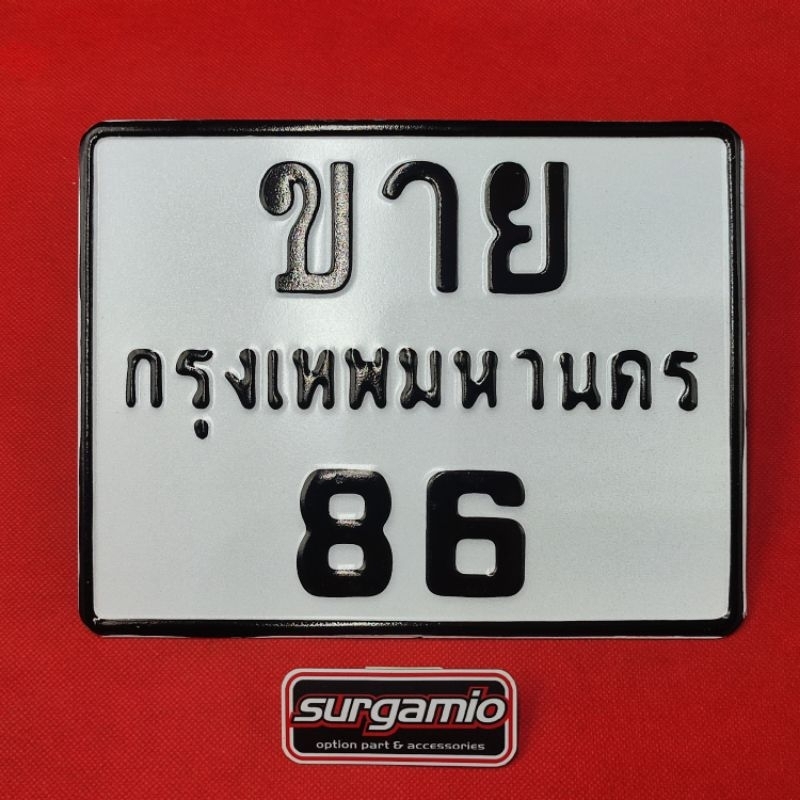 ขาย
กรุงเทพมหานคร
86
surgamio
option part & accessories